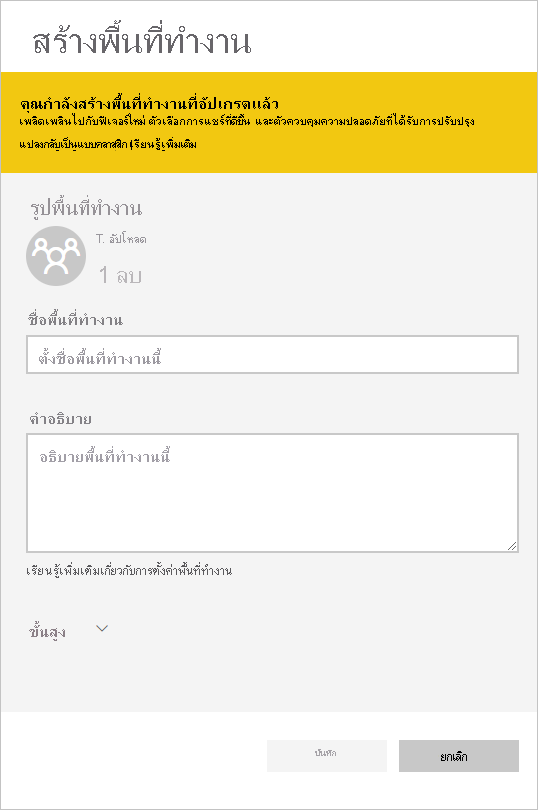 สร้างพื้นที่ทำงาน
คุณกำลังสร้างพื้นที่ทำงานที่อัปเกรดแล้ว
เพลิดเพลินไปกับฟีเจอร์ใหม่ ตัวเลือกการแชร์ที่ดีขึ้น และตัวควบคุมความปลอดภัยที่ได้รับการปรับปรุง
แปลงกลับเป็นแบบคลาสสิก (เรียนรู้เพิ่มเติม
รูปพื้นที่ทำงาน
T. อัปโหลด
1 ลบ
ชื่อพื้นที่ทำงาน
ตั้งชื่อพื้นที่ทำงานนี้
คำอธิบาย
อธิบายพื้นที่ทำงานนี้
เรียนรู้เพิ่มเติมเกี่ยวกับการตั้งค่าพื้นที่ทำงาน
ขั้นสูง
บันทึก ยกเลิก